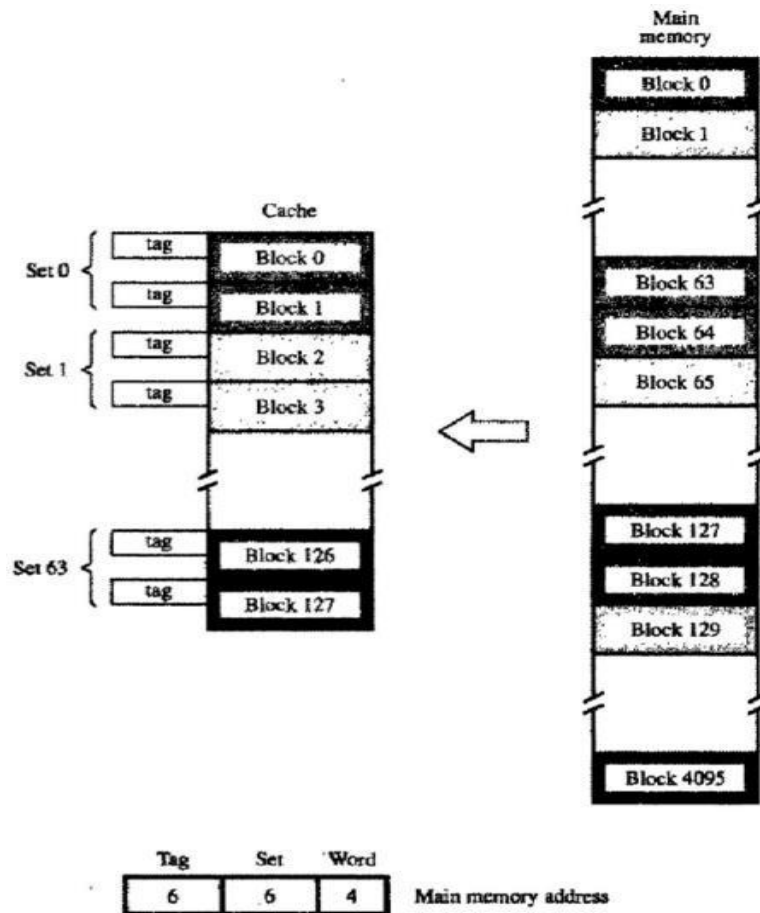 Main
memory
Block 0
Block 1
Cache
tag
Block 0
Set 0
tag
Block 1
Block 63
tag
Block 2
Block 64
Set 1
tag
Block 3
Block 65
tag
Block 126
Block 127
Set 63
tag
Block 127
Block 128
Block 129
Block 4095
Tag Set Word
6 6 4 Main memory address